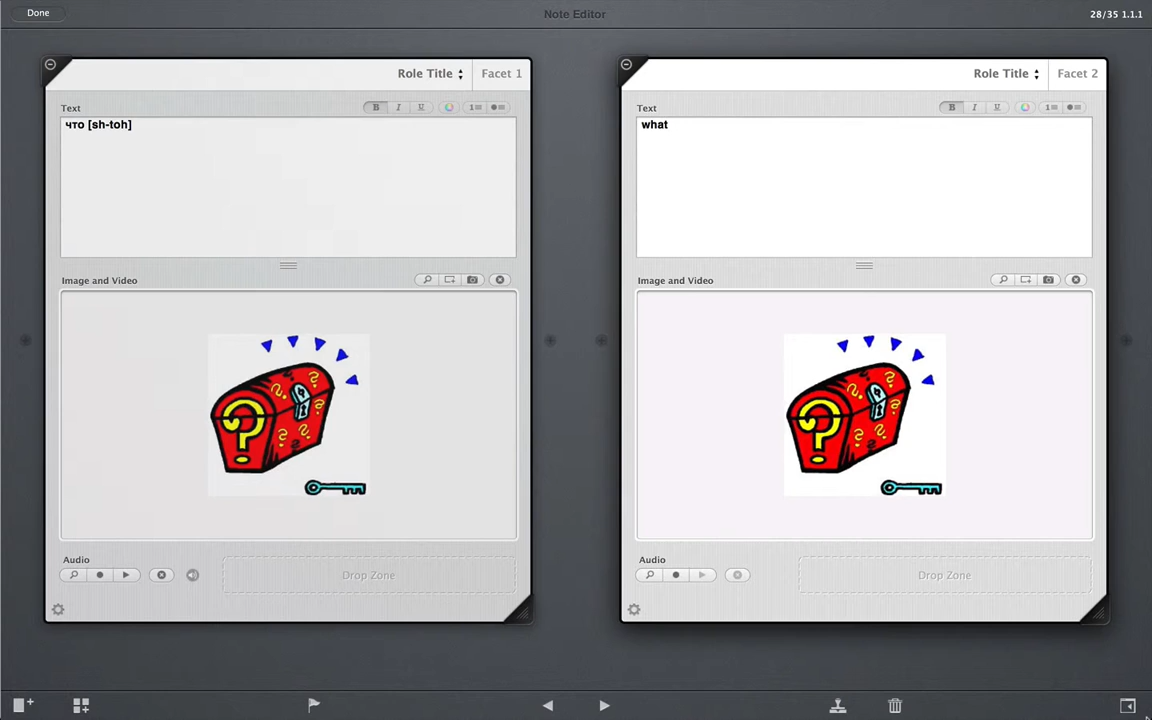 Done
Note Editor
28/35 1.1.1
Role Title
Facet 1
Text
B I U
что [sh-toh]
Image and Video
Audio
Drop Zone
Role Title
Facet 2
Text
B I U
what
Image and Video
Audio
Drop Zone